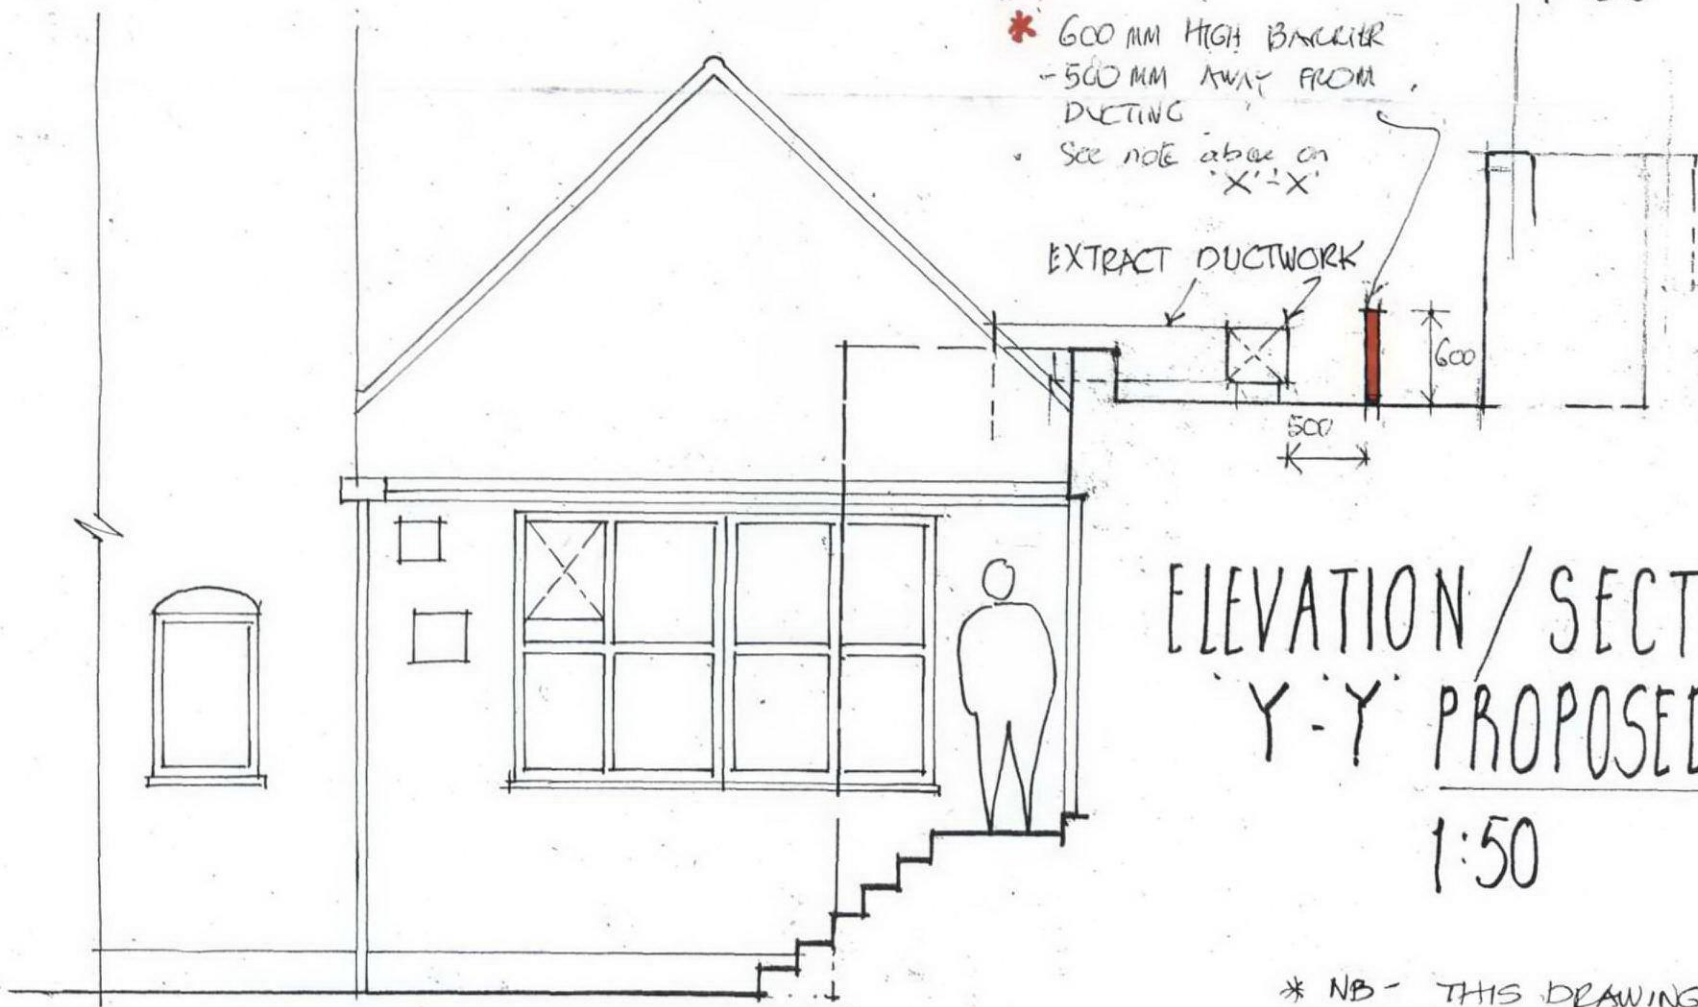 * 600 MM HIGH BARRIER
- 500 MM AWAY FROM
DUCTING
. See note above on
'X'-'X'
EXTRACT DUCTWORK
600
500
ELEVATION / SECT
'Y'-'Y' PROPOSED
1:50
* NB - THIS DRAWING